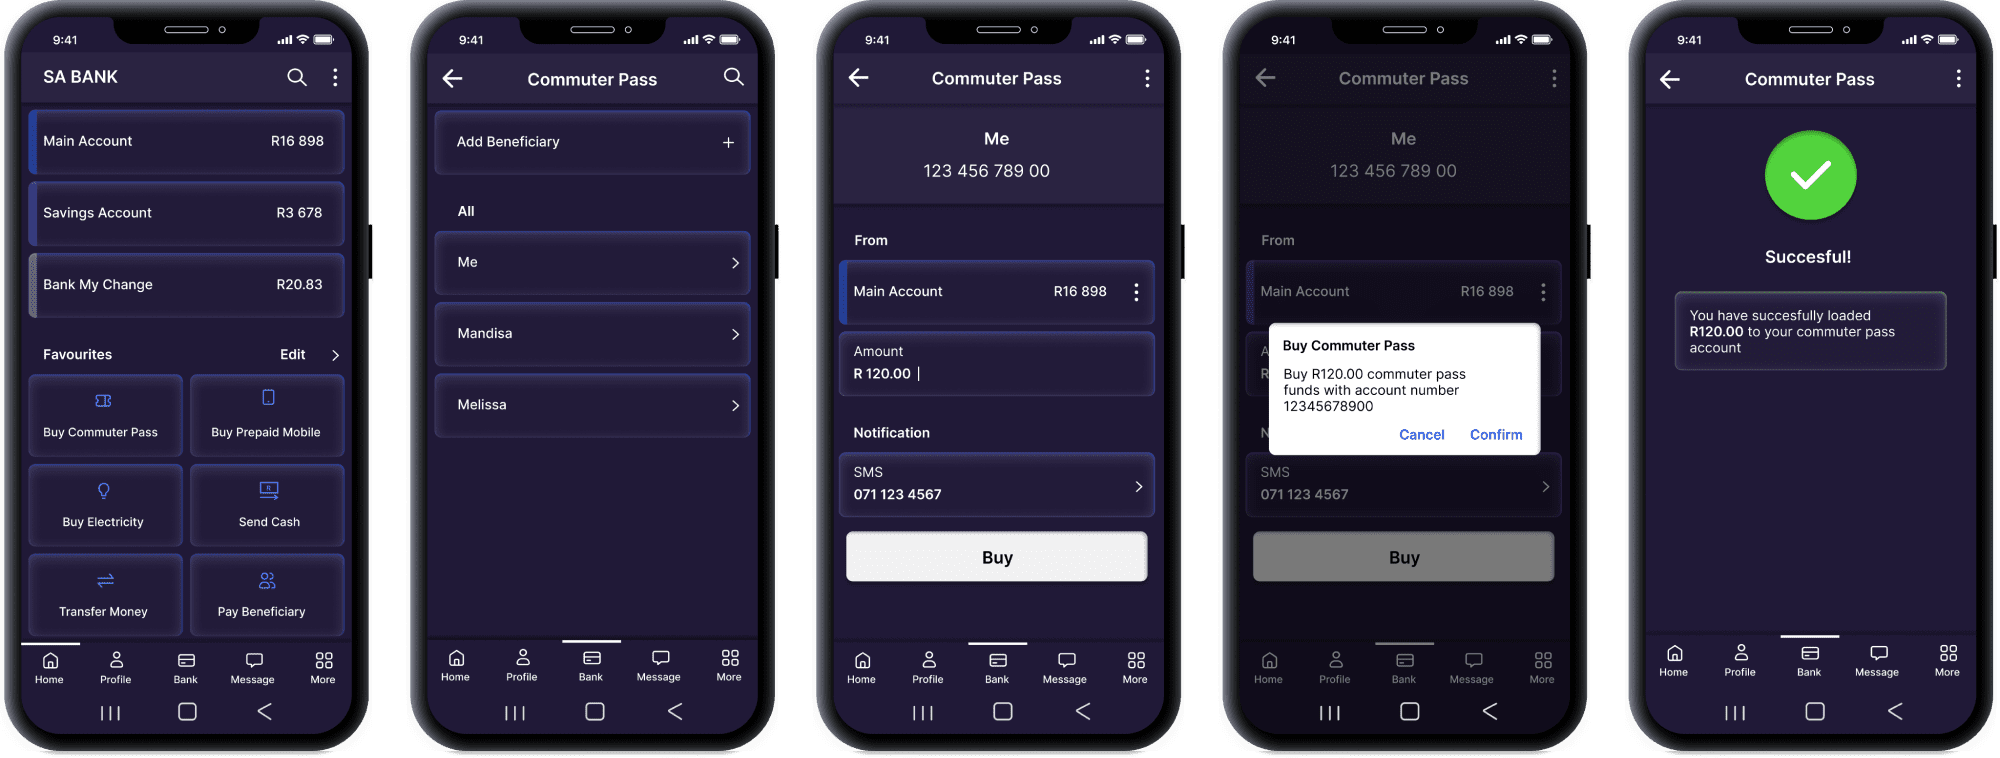 9:41
SA BANK
Main Account R16 898
Savings Account R3 678
Bank My Change R20.83
Favourites Edit
Buy Commuter Pass Buy Prepaid Mobile
Buy Electricity Send Cash
Transfer Money Pay Beneficiary
Home Profile Bank Message More
9:41
Commuter Pass
Add Beneficiary +
All
Me
Mandisa
Melissa
Home Profile Bank Message More
9:41
Commuter Pass
Me
123 456 789 00
From
Main Account R16 898
Amount
R 120.00
Notification
SMS
071 123 4567
Buy
Home Profile Bank Message More
9:41
Commuter Pass
Me
123 456 789 00
From
Main Account R16 898
A
R
Buy Commuter Pass
Buy R120.00 commuter pass
funds with account number
12345678900
Cancel Confirm
N
SMS
071 123 4567
Buy
Home Profile Bank Message More
9:41
Commuter Pass
Succesful!
You have succesfully loaded
R120.00 to your commuter pass
account
Home Profile Bank Message More